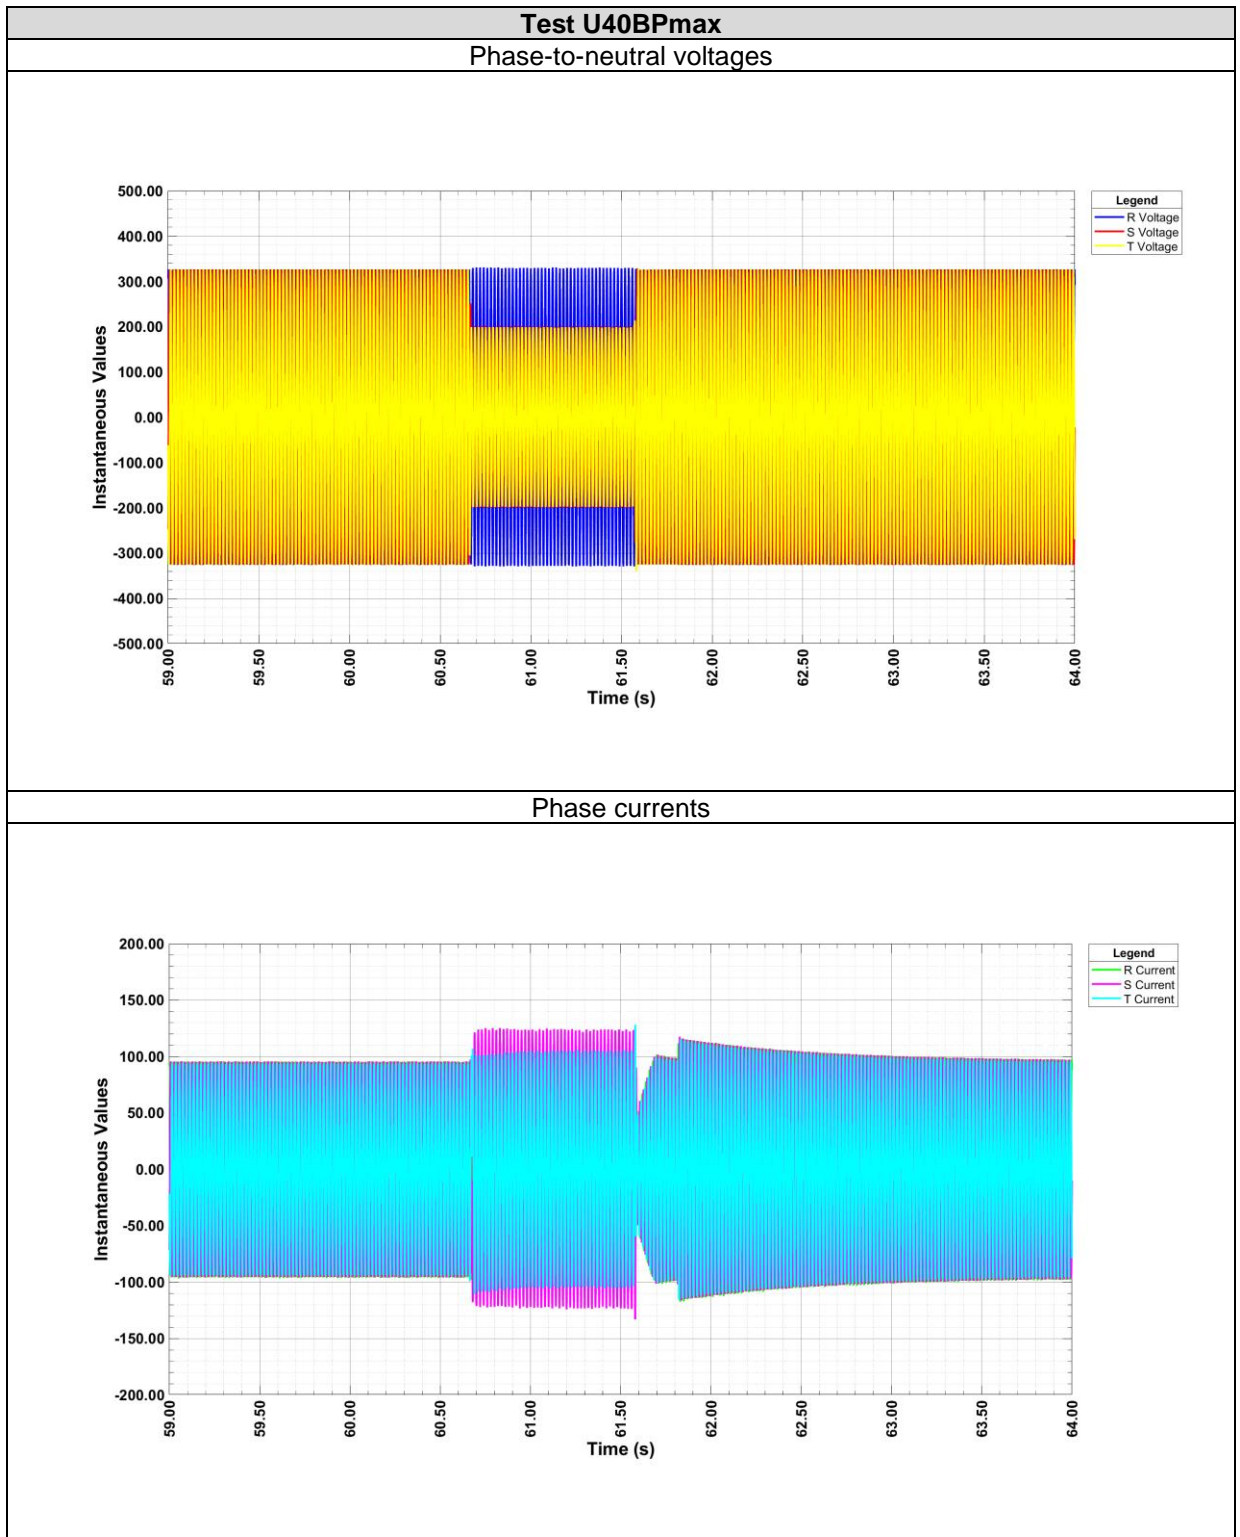 Test U40BPmax
Phase-to-neutral voltages
500.00
400.00
300.00
200.00
100.00
0.00
-100.00
-200.00
-300.00
-400.00
-500.00
Instantaneous Values
59.00
59.50
60.00
60.50
61.00
61.50
62.00
62.50
63.00
63.50
64.00
Time (s)
Legend
R Voltage
S Voltage
T Voltage
Phase currents
200.00
150.00
100.00
50.00
0.00
-50.00
-100.00
-150.00
-200.00
Instantaneous Values
59.00
59.50
60.00
60.50
61.00
61.50
62.00
62.50
63.00
63.50
64.00
Time (s)
Legend
R Current
S Current
T Current